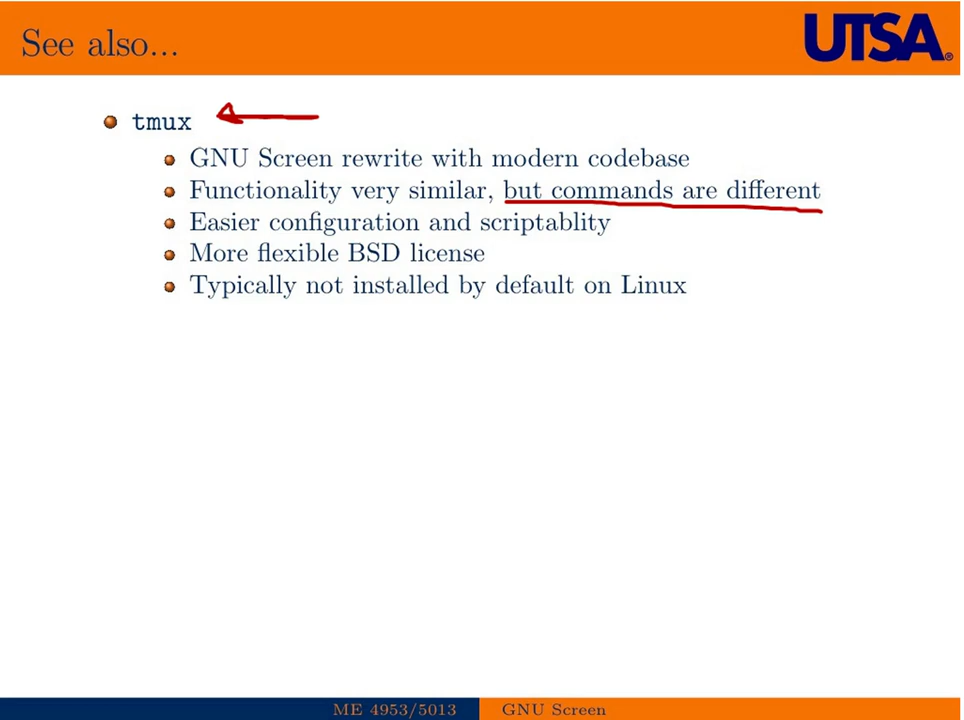 See also...
UTSA®
tmux
GNU Screen rewrite with modern codebase
Functionality very similar, but commands are different
Easier configuration and scriptablity
More flexible BSD license
Typically not installed by default on Linux
ME 4953/5013 GNU Screen